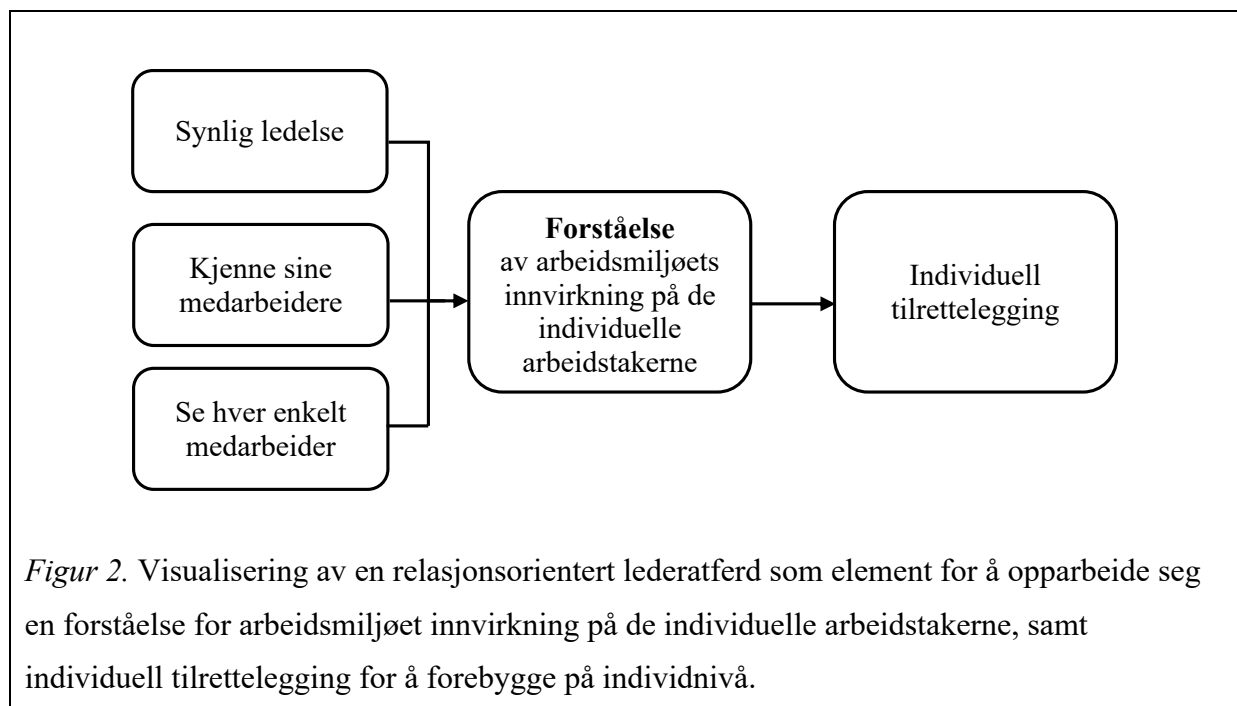 Synlig ledelse
Kjenne sine
medarbeidere
Se hver enkelt
medarbeider
Forståelse
av arbeidsmiljøets
innvirkning på de
individuelle
arbeidstakerne
Individuell
tilrettelegging
Figur 2. Visualisering av en relasjonsorientert lederatferd som element for å opparbeide seg
en forståelse for arbeidsmiljøet innvirkning på de individuelle arbeidstakerne, samt
individuell tilrettelegging for å forebygge på individnivå.